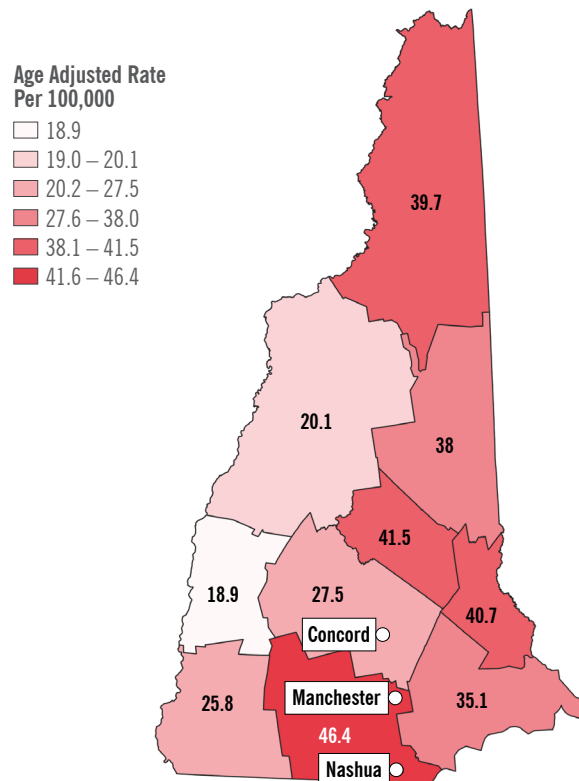 Age Adjusted Rate
Per 100,000
18.9
19.0 – 20.1
20.2 – 27.5
27.6 – 38.0
38.1 – 41.5
41.6 – 46.4
39.7
20.1
38
41.5
18.9
27.5
40.7
Concord
25.8
Manchester
35.1
46.4
Nashua